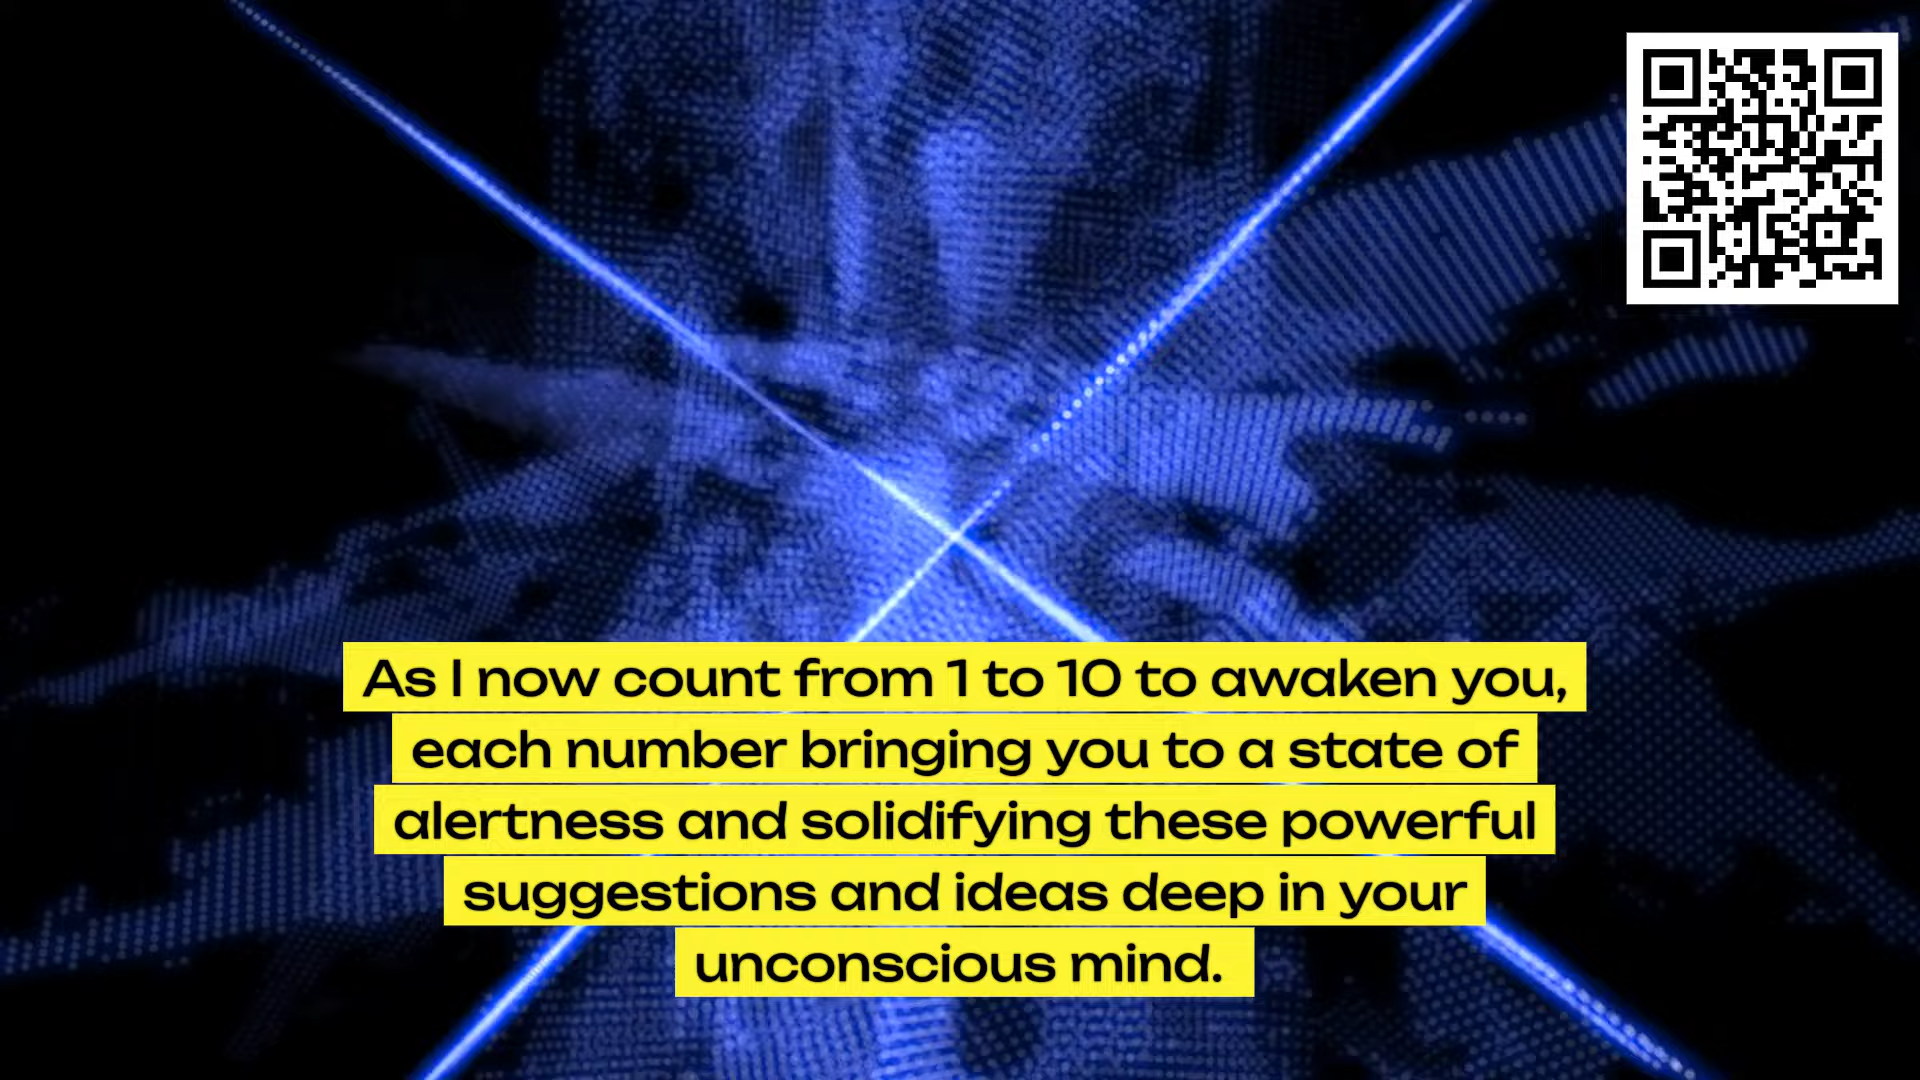 As I now count from 1 to 10 to awaken you,
each number bringing you to a state of
alertness and solidifying these powerful
suggestions and ideas deep in your
unconscious mind.